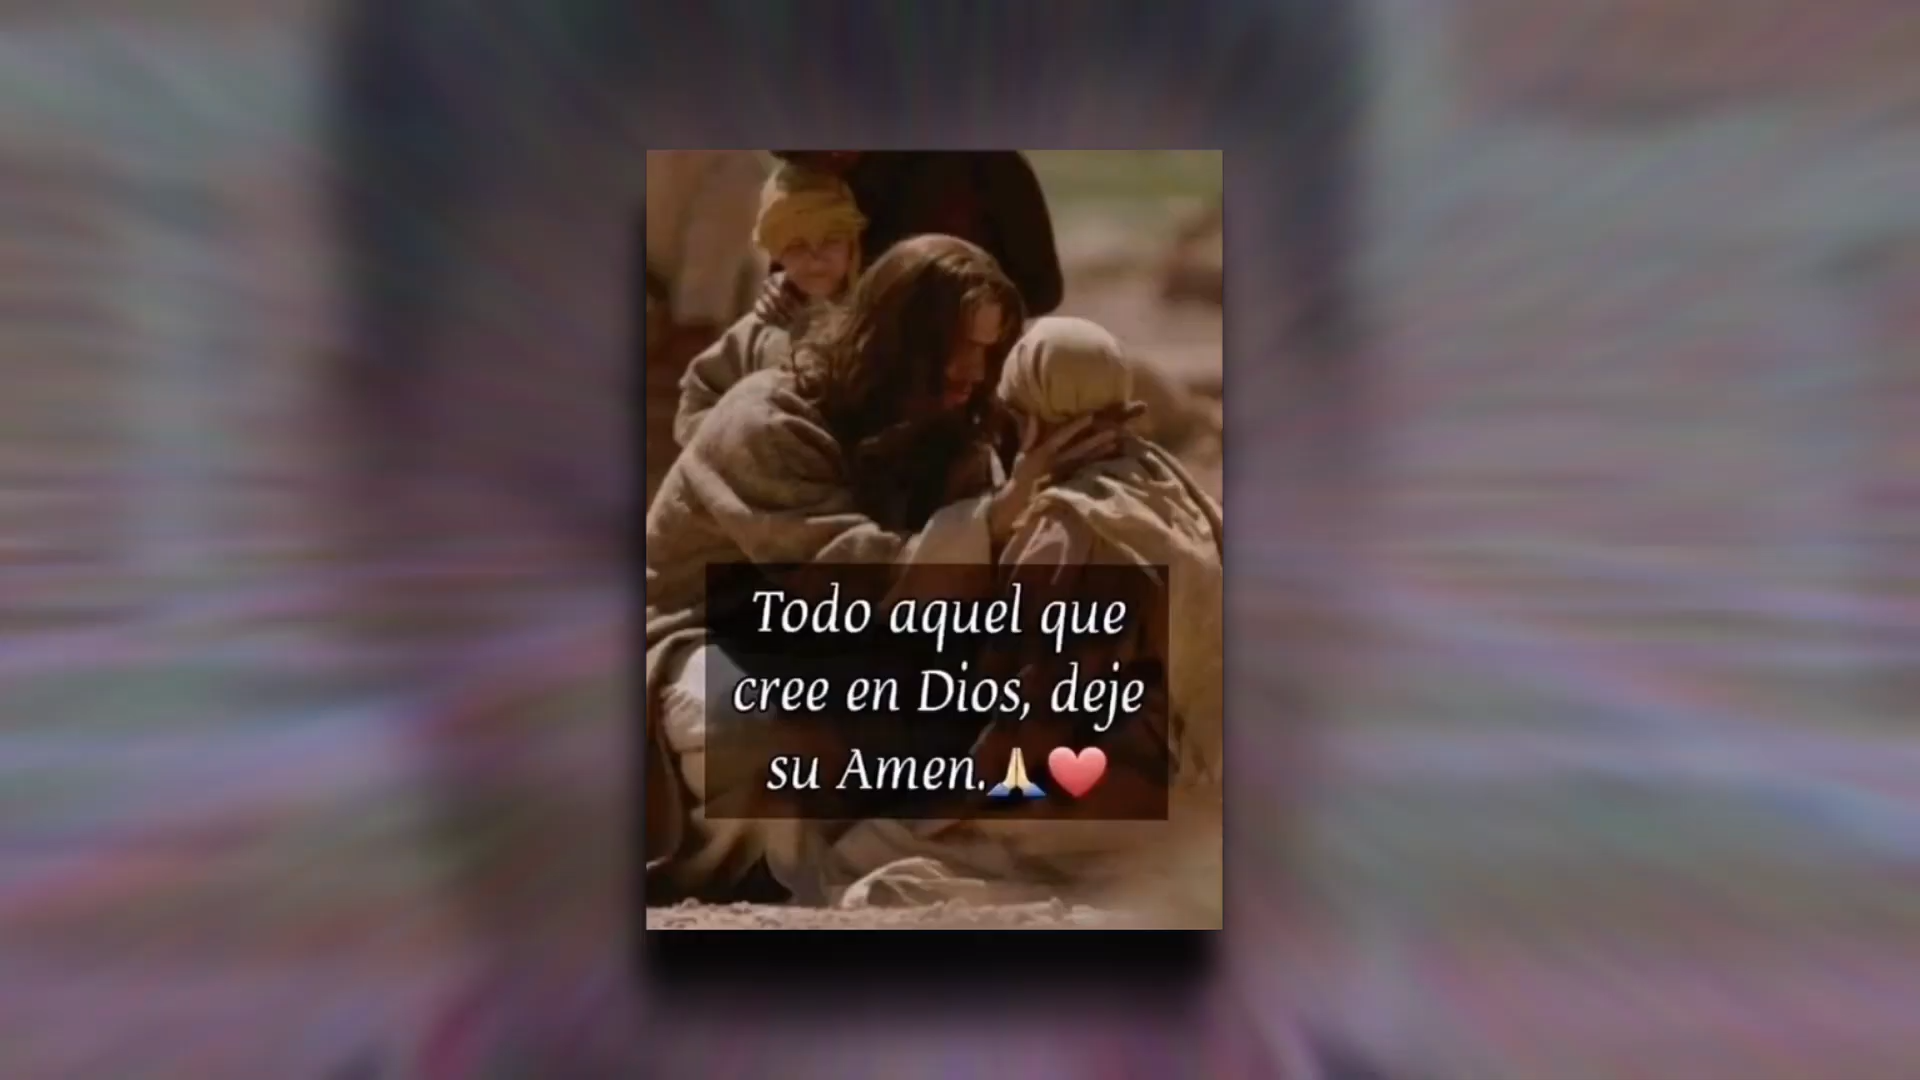 Todo aquel que
cree en Dios, deje
su Amen.🙏❤️